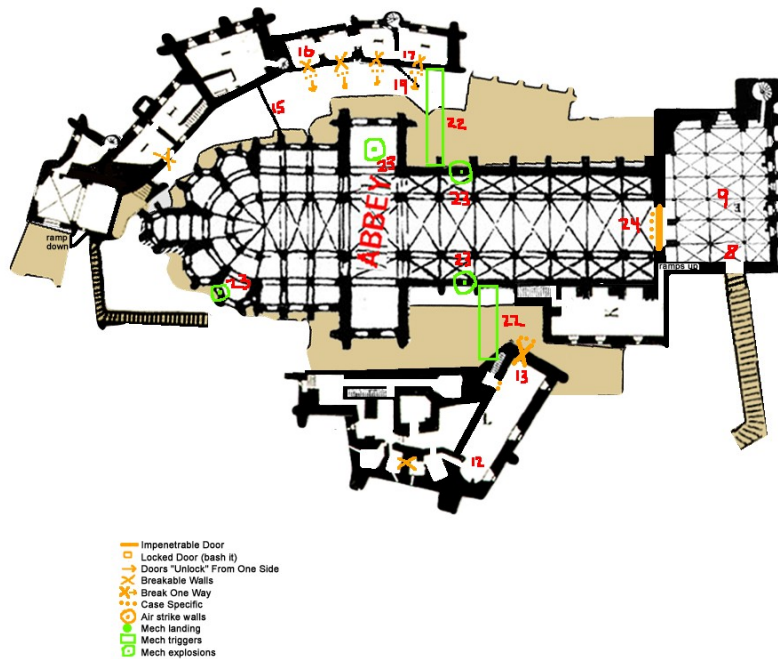 16
17
19
15
22
23
23
ABBEY
9
24
8
ramp
down
ramps up
23
23
22
K
13
12
Impenetrable Door
Locked Door (bash it)
Doors "Unlock" From One Side
Breakable Walls
Break One Way
Case Specific
Air strike walls
Mech landing
Mech triggers
Mech explosions